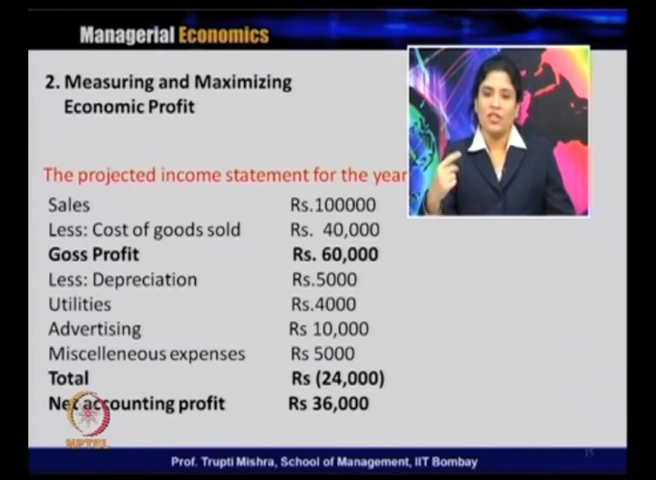 Managerial Economics
2. Measuring and Maximizing
Economic Profit
The projected income statement for the year
Sales Rs.100000
Less: Cost of goods sold Rs. 40,000
Goss Profit Rs. 60,000
Less: Depreciation Rs.5000
Utilities Rs.4000
Advertising Rs 10,000
Miscelleneous expenses Rs 5000
Total Rs (24,000)
Net accounting profit Rs 36,000
NPTEL
15
Prof. Trupti Mishra, School of Management, IIT Bombay